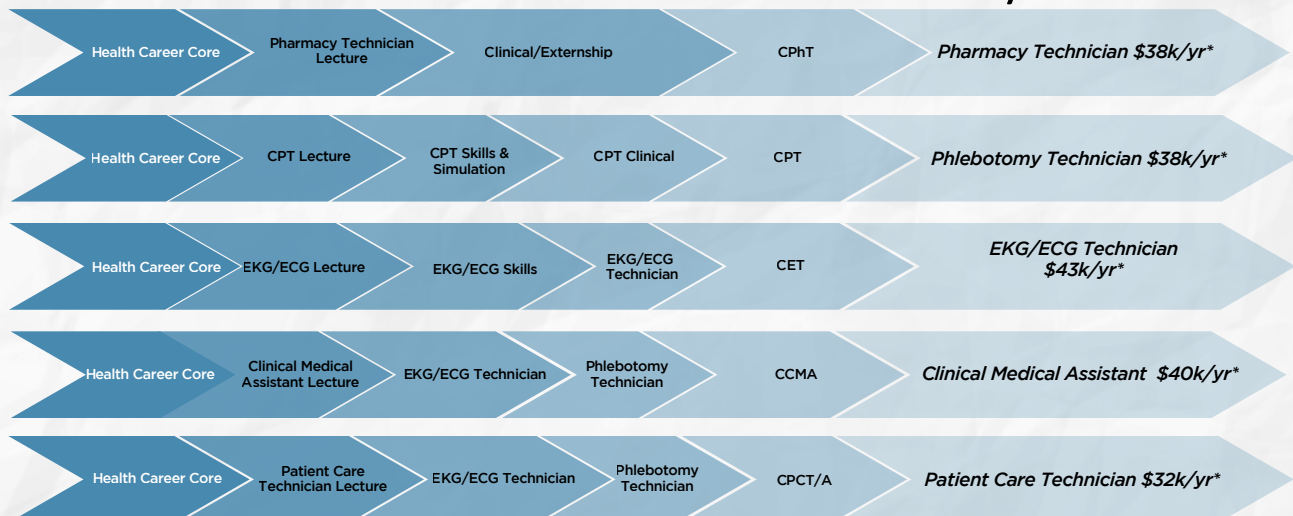 Health Career Core
Pharmacy Technician
Lecture
Clinical/Externship
CPhT
Pharmacy Technician $38k/yr*
Health Career Core
CPT Lecture
CPT Skills &
Simulation
CPT Clinical
CPT
Phlebotomy Technician $38k/yr*
Health Career Core
EKG/ECG Lecture
EKG/ECG Skills
EKG/ECG
Technician
CET
EKG/ECG Technician
$43k/yr*
Health Career Core
Clinical Medical
Assistant Lecture
EKG/ECG Technician
Phlebotomy
Technician
CCMA
Clinical Medical Assistant $40k/yr*
Health Career Core
Patient Care
Technician Lecture
EKG/ECG Technician
Phlebotomy
Technician
CPCT/A
Patient Care Technician $32k/yr*